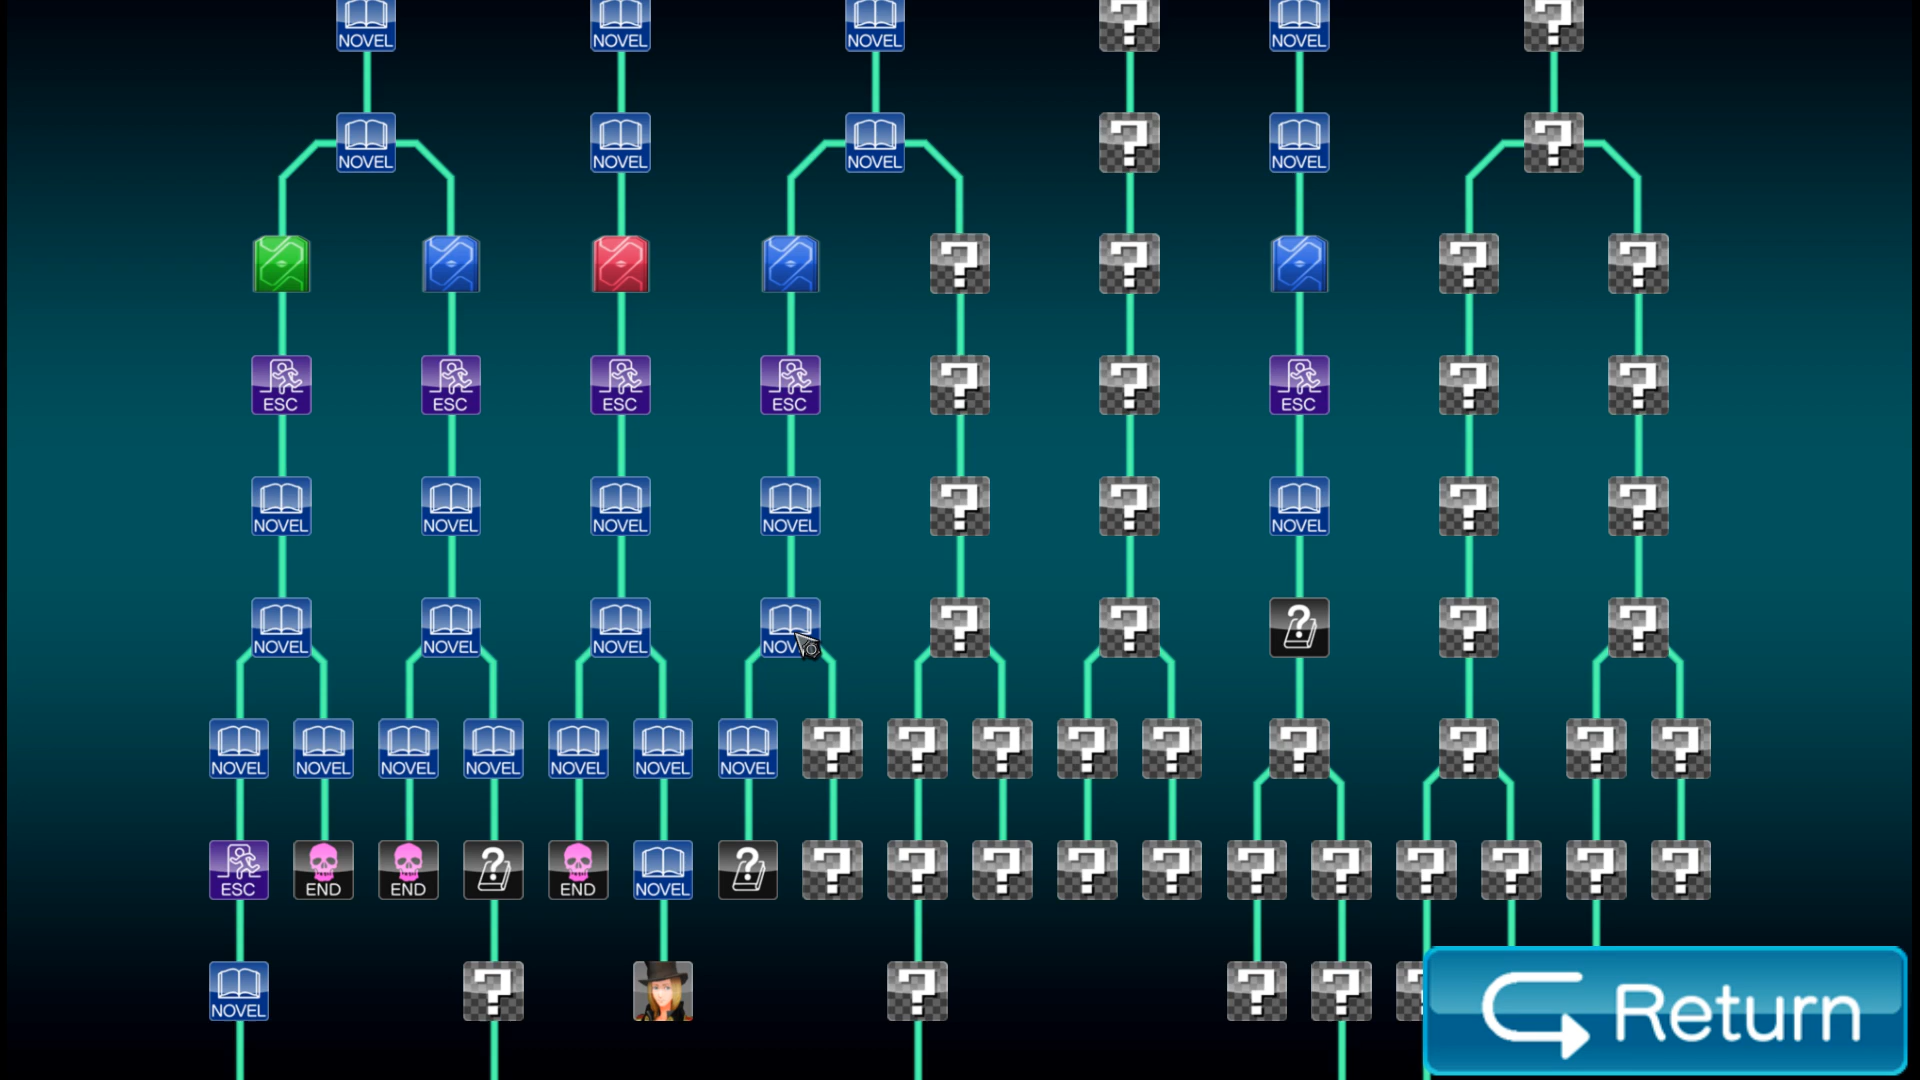 NOVEL NOVEL NOVEL ? NOVEL ?
NOVEL NOVEL NOVEL ? NOVEL ?
? ? ? ?
ESC ESC ESC ESC ? ? ESC ? ?
NOVEL NOVEL NOVEL NOVEL ? ? NOVEL ? ?
NOVEL NOVEL NOVEL NOVEL ? ? ? ? ?
NOVEL NOVEL NOVEL NOVEL NOVEL NOVEL NOVEL ? ? ? ? ? ? ? ? ?
ESC END END ? END NOVEL ? ? ? ? ? ? ? ? ? ? ? ?
NOVEL ? ? ? ? ?
Return